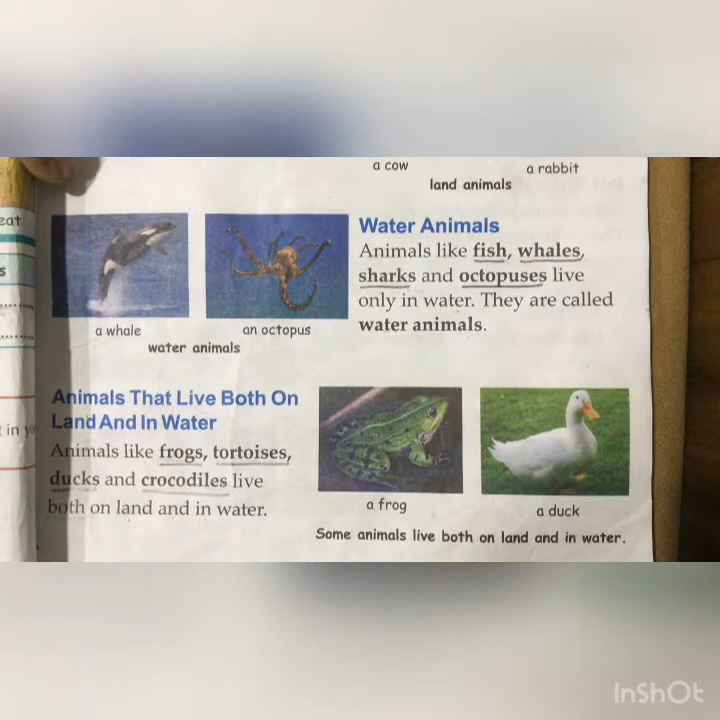 a cow
a rabbit
land animals
eat
s
Water Animals
Animals like fish, whales,
sharks and octopuses live
only in water. They are called
water animals.
a whale
an octopus
water animals
Animals That Live Both On
Land And In Water
Animals like frogs, tortoises,
ducks and crocodiles live
both on land and in water.
in
a frog
a duck
Some animals live both on land and in water.
InShOt